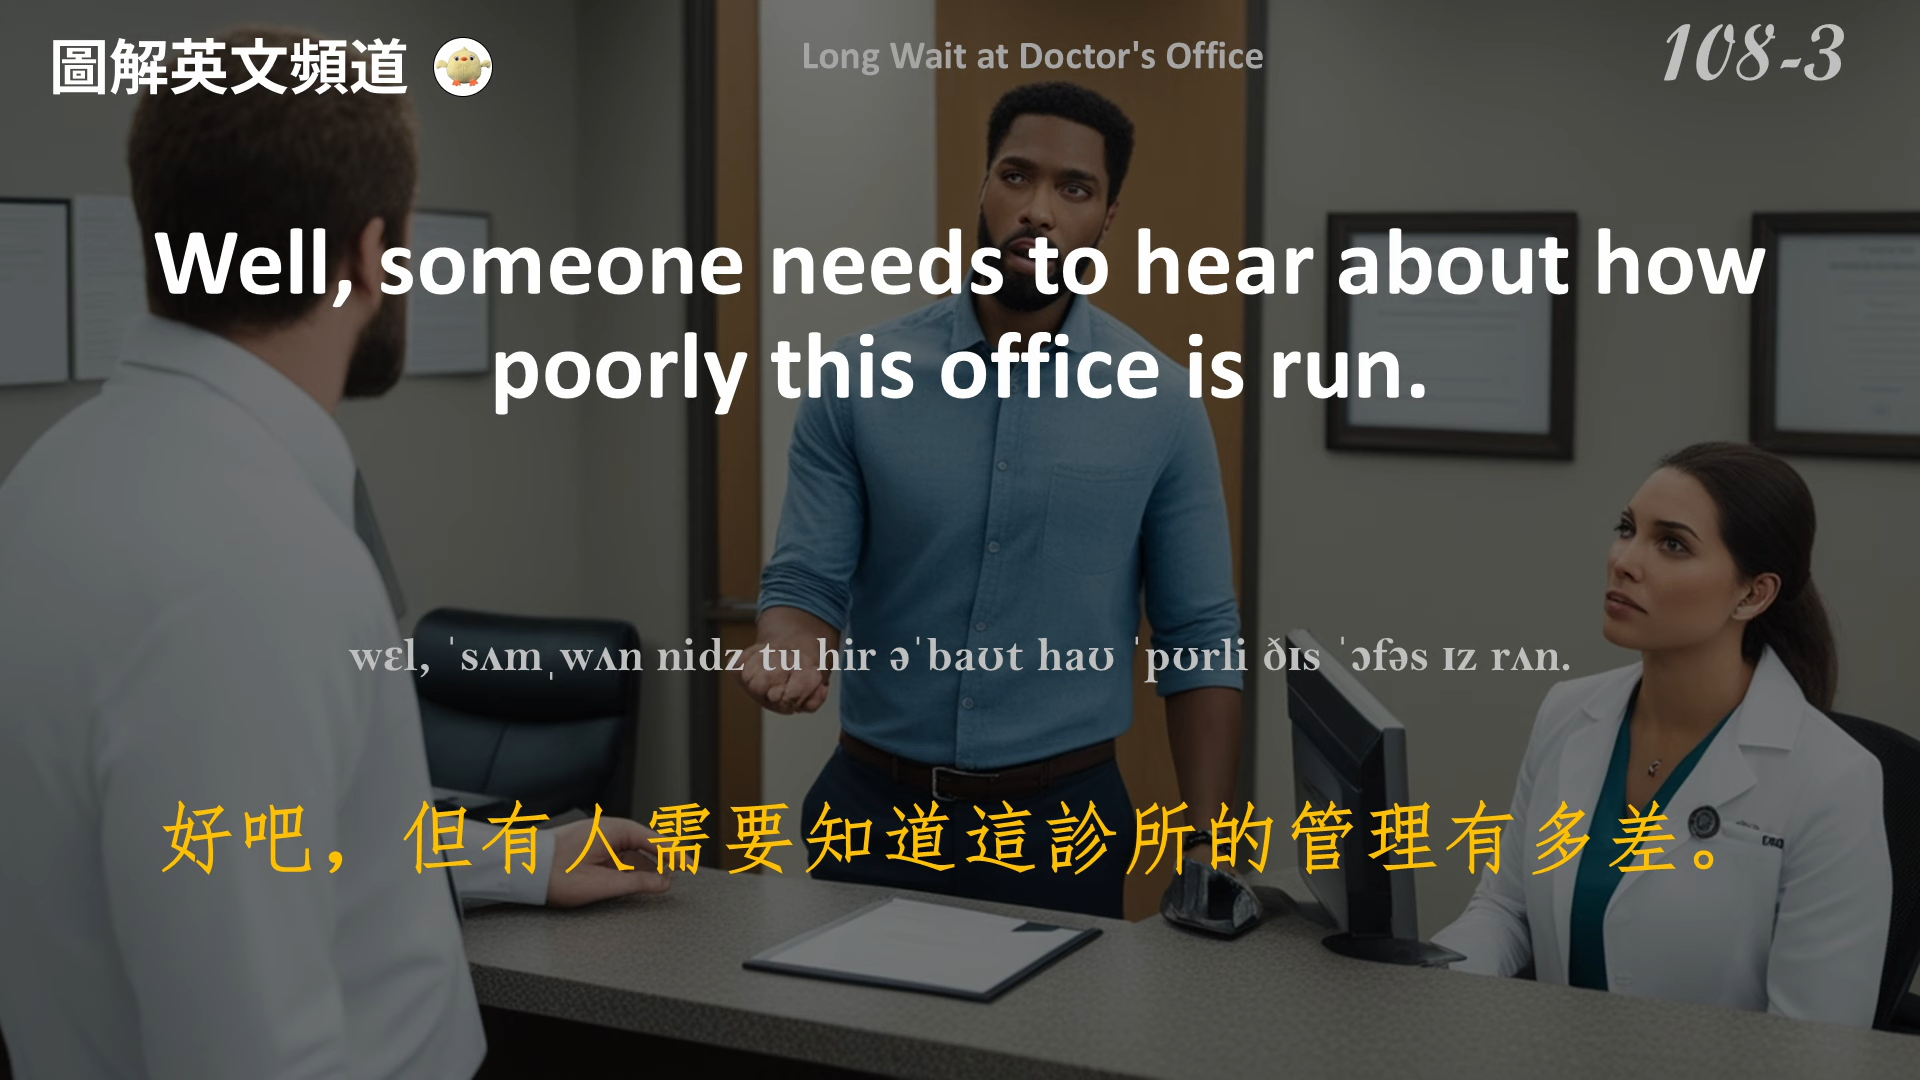 圖解英文頻道
Long Wait at Doctor's Office
108-3
Well, someone needs to hear about how
poorly this office is run.
wɛl, ˈsʌmˌwʌn nidz tu hir əˈbaʊt haʊ ˈpʊrli ðɪs ˈɔfəs ɪz rʌn.
好吧，但有人需要知道這診所的管理有多差。